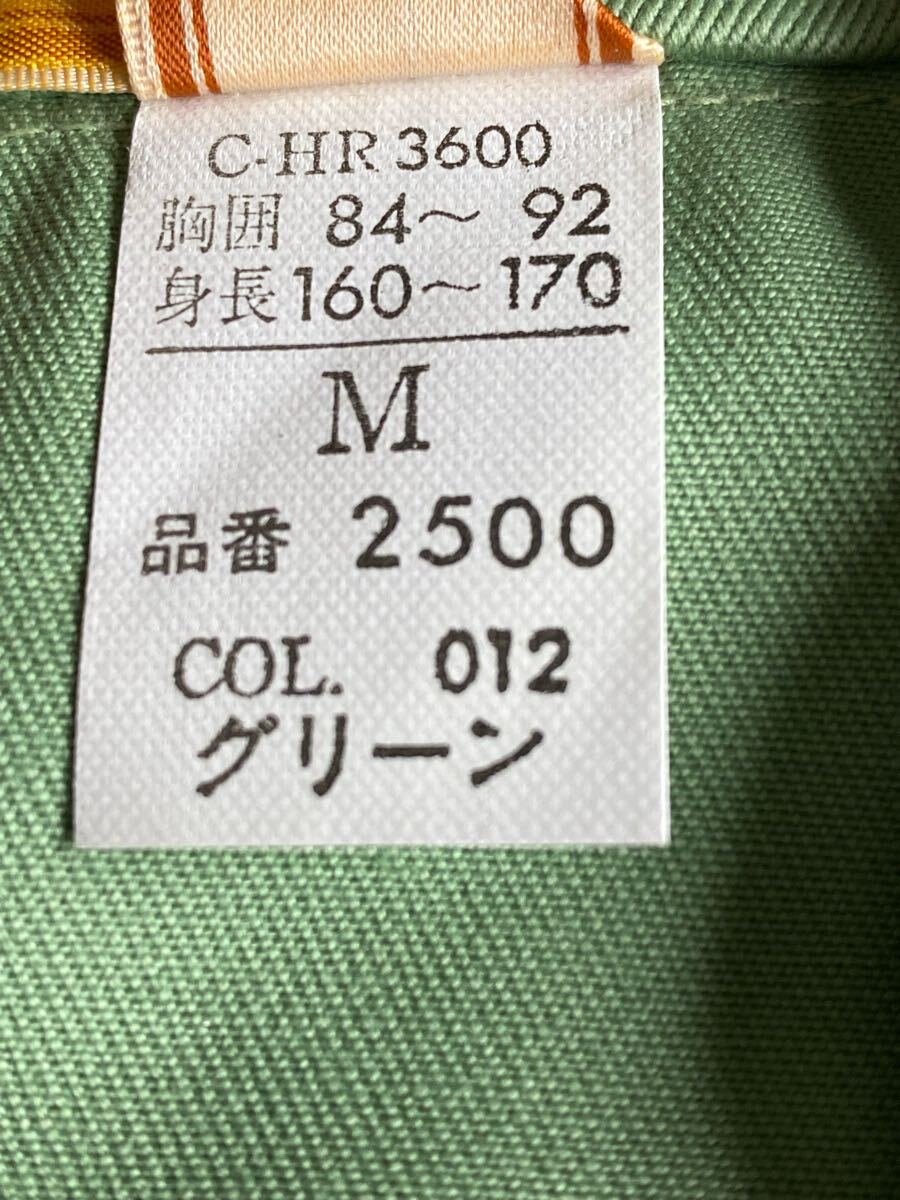 C-HR 3600
胸囲 84～ 92
身長 160～170
M
品番 2500
COL. 012
グリーン